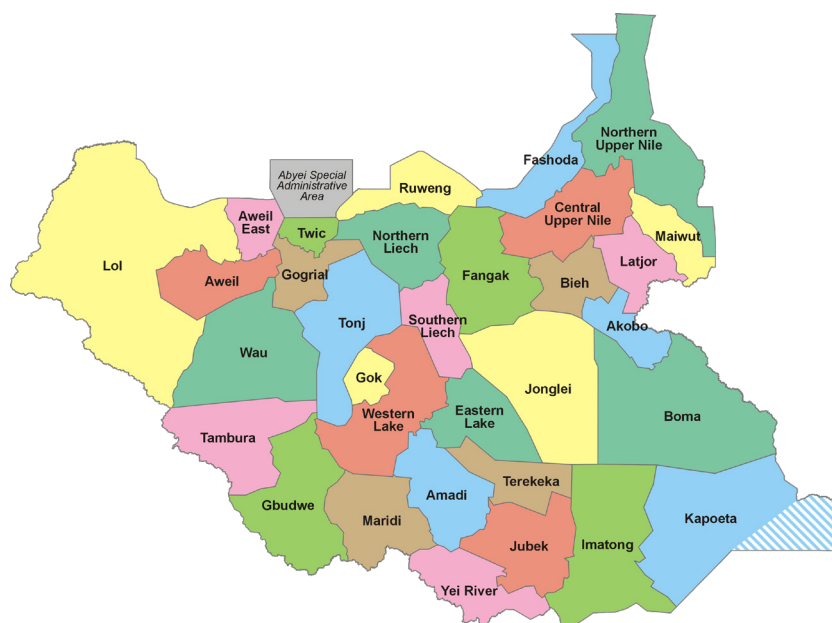 Northern
Upper Nile
Fashoda
Abyei Special
Administrative
Area
Ruweng
Aweil
East
Central
Upper Nile
Twic
Northern
Liech
Maiwut
Lol
Latjor
Gogrial
Fangak
Aweil
Bieh
Tonj
Southern
Liech
Akobo
Wau
Gok
Jonglei
Western
Lake
Eastern
Lake
Boma
Tambura
Terekeka
Amadi
Gbudwe
Maridi
Kapoeta
Jubek
Imatong
Yei River